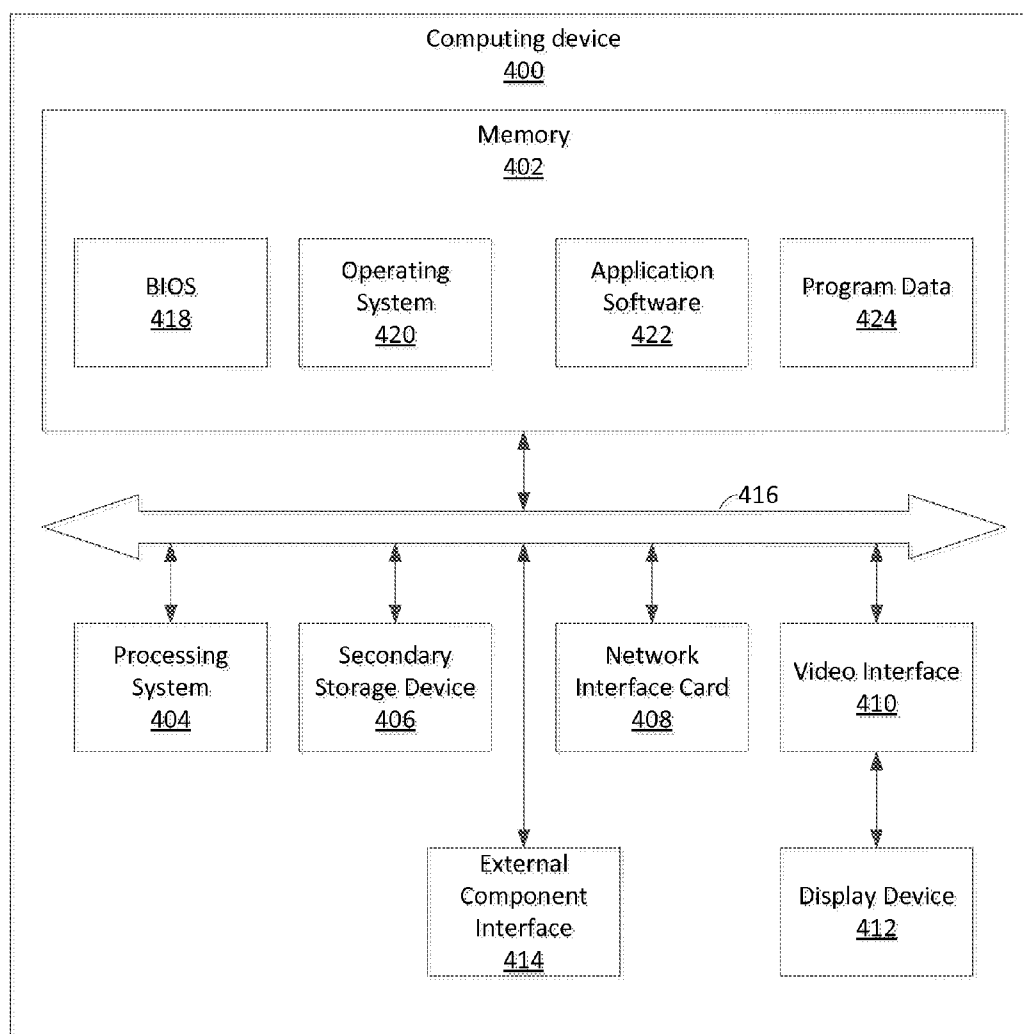 Computing device
400
Memory
402
BIOS
418
Operating
System
420
Application
Software
422
Program Data
424
416
Processing
System
404
Secondary
Storage Device
406
Network
Interface Card
408
Video Interface
410
External
Component
Interface
414
Display Device
412